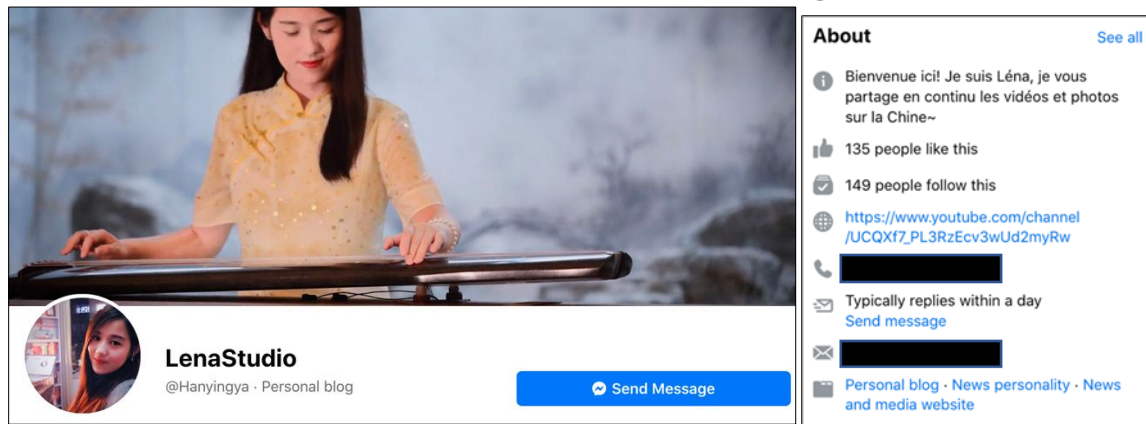 LenaStudio
@Hanyingya · Personal blog
Send Message
About
See all
Bienvenue ici! Je suis Léna, je vous
partage en continu les vidéos et photos
sur la Chine~
135 people like this
149 people follow this
https://www.youtube.com/channel
/UCQXf7_PL3RzEcv3wUd2myRw
Typically replies within a day
Send message
Personal blog · News personality · News
and media website